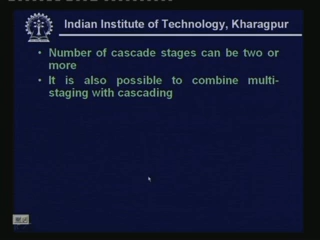 Indian Institute of Technology, Kharagpur
• Number of cascade stages can be two or
more
• It is also possible to combine multi-
staging with cascading